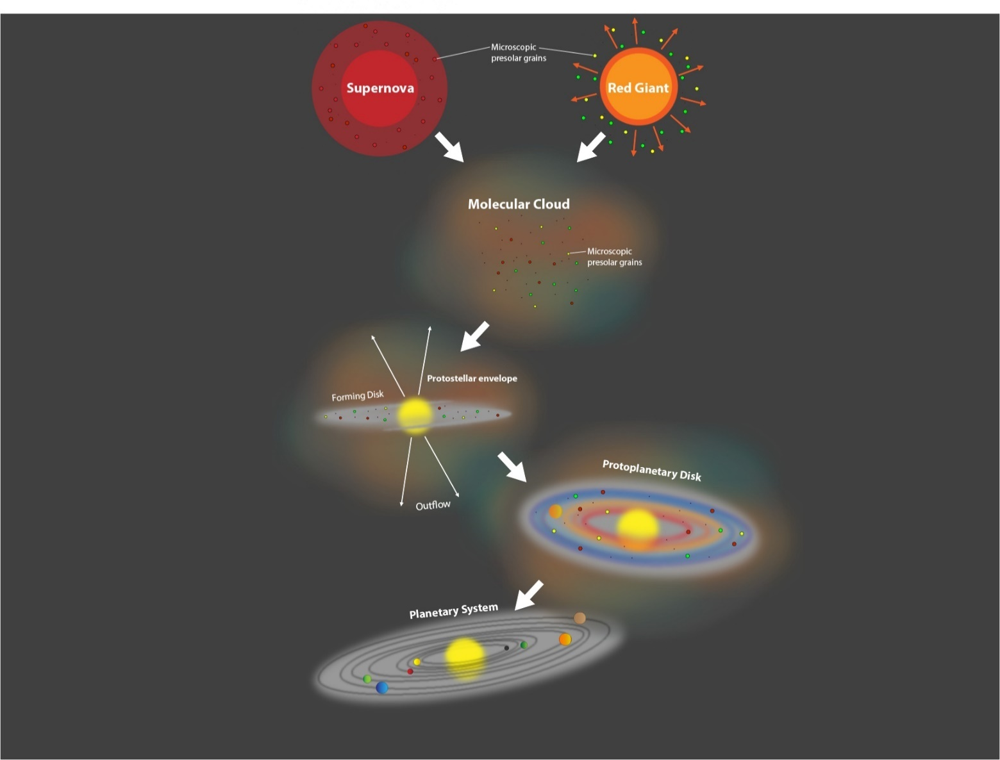 Supernova
Microscopic
presolar grains
Red Giant
Molecular Cloud
Microscopic
presolar grains
Protostellar envelope
Forming Disk
Outflow
Protoplanetary Disk
Planetary System